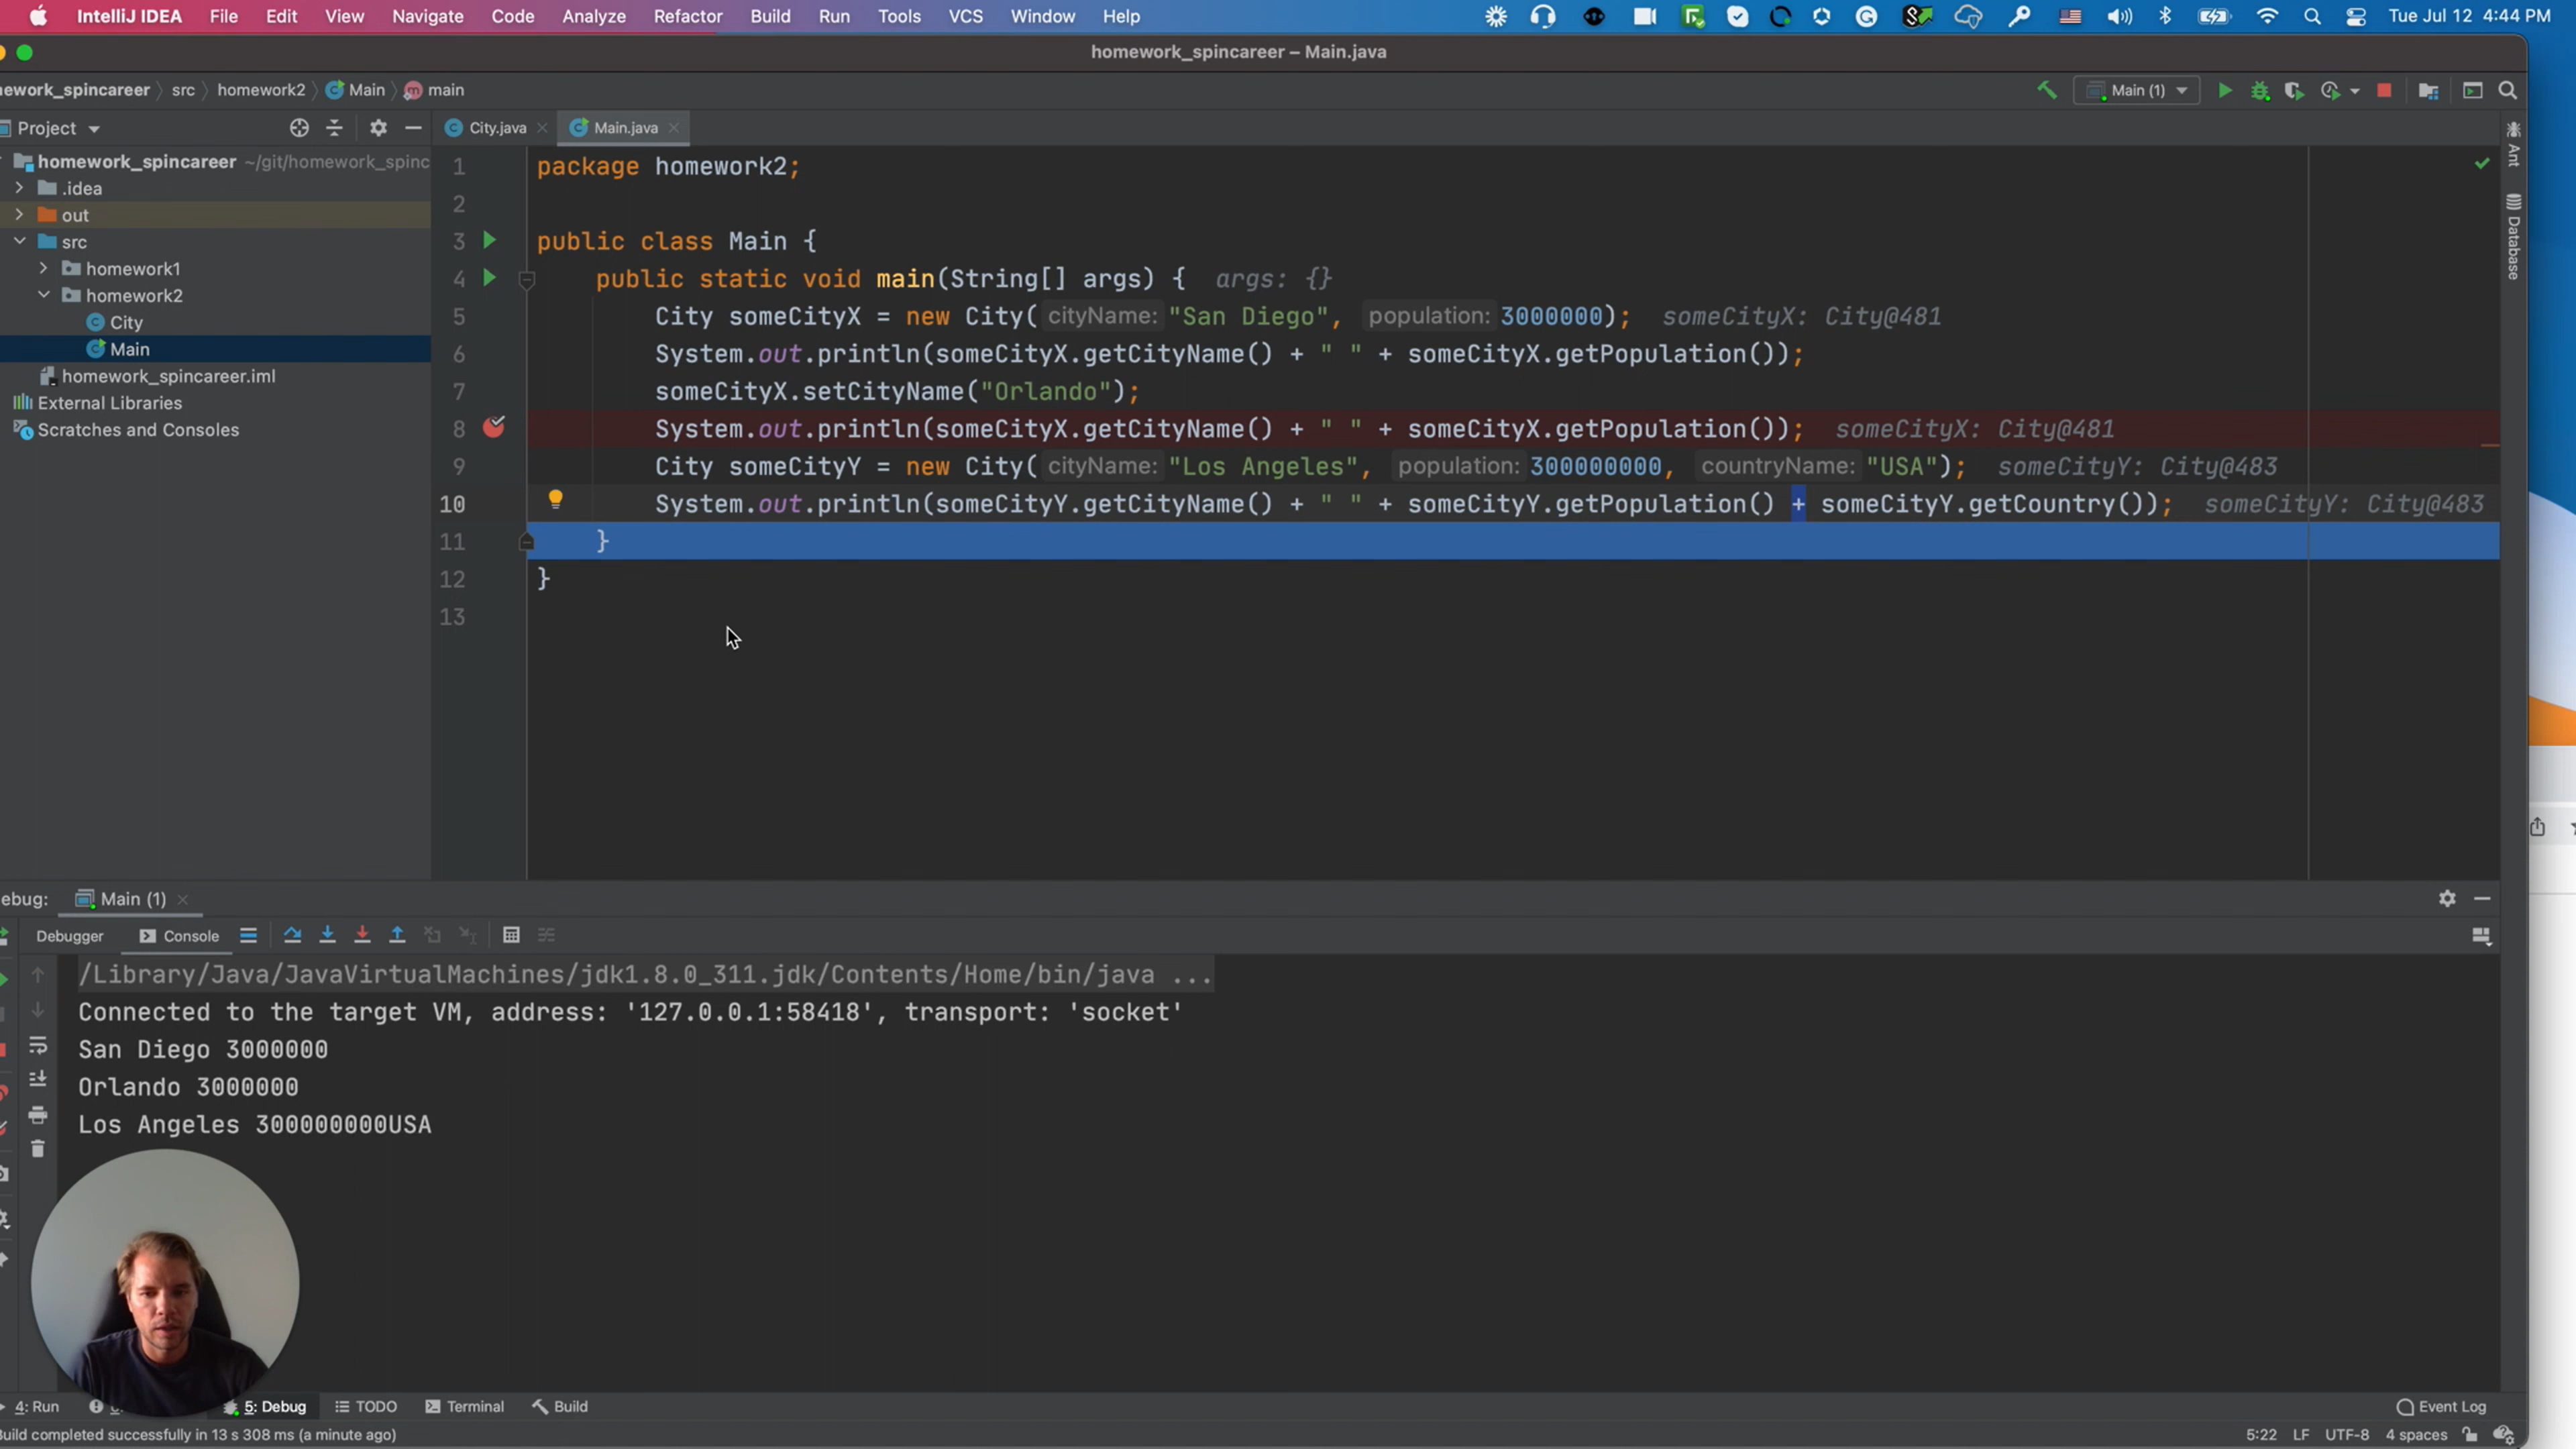 IntelliJ IDEA File Edit View Navigate Code Analyze Refactor Build Run Tools VCS Window Help Tue Jul 12 4:44 PM
homework_spincareer – Main.java
ework_spincareer src homework2 Main main Main (1)
Project City.java Main.java
homework_spincareer ~/git/homework_spinc
.idea
out
src
homework1
homework2
City
Main
homework_spincareer.iml
External Libraries
Scratches and Consoles
1 package homework2;
2
3 public class Main {
4 public static void main(String[] args) { args: {}
5 City someCityX = new City( cityName: "San Diego", population: 3000000); someCityX: City@481
6 System.out.println(someCityX.getCityName() + " " + someCityX.getPopulation());
7 someCityX.setCityName("Orlando");
8 System.out.println(someCityX.getCityName() + " " + someCityX.getPopulation()); someCityX: City@481
9 City someCityY = new City( cityName: "Los Angeles", population: 300000000, countryName: "USA"); someCityY: City@483
10 System.out.println(someCityY.getCityName() + " " + someCityY.getPopulation() + someCityY.getCountry()); someCityY: City@483
11 }
12 }
13
Ant
Database
ebug: Main (1)
Debugger Console
/Library/Java/JavaVirtualMachines/jdk1.8.0_311.jdk/Contents/Home/bin/java ...
Connected to the target VM, address: '127.0.0.1:58418', transport: 'socket'
San Diego 3000000
Orlando 3000000
Los Angeles 300000000USA
4: Run 5: Debug TODO Terminal Build Event Log
Build completed successfully in 13 s 308 ms (a minute ago) 5:22 LF UTF-8 4 spaces